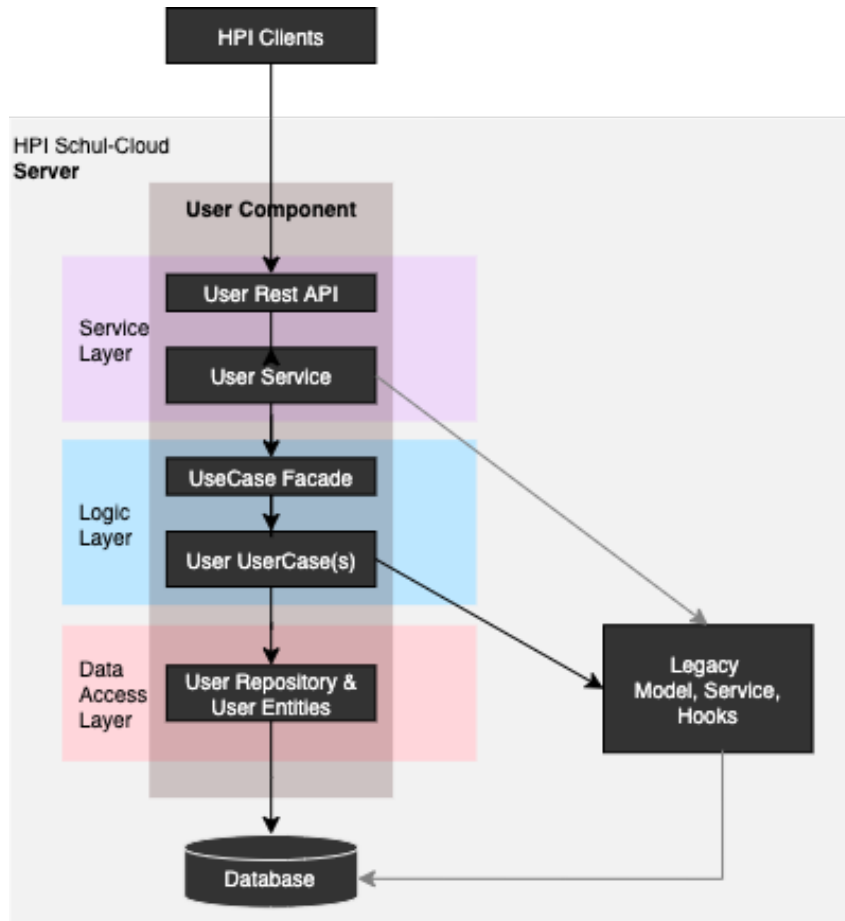 HPI Clients
HPI Schul-Cloud
Server
User Component
User Rest API
Service
Layer
User Service
UseCase Facade
Logic
Layer
User UserCase(s)
Data
Access
Layer
User Repository &
User Entities
Legacy
Model, Service,
Hooks
Database